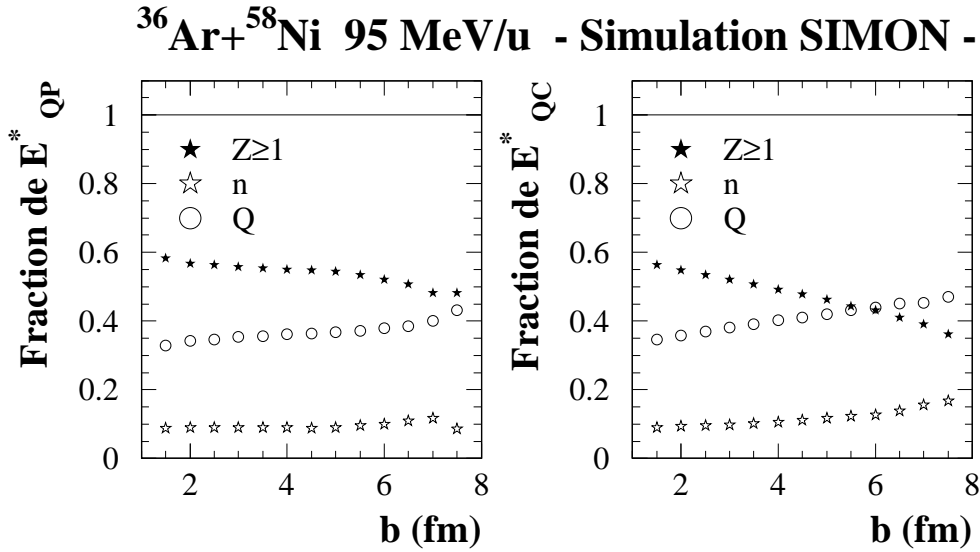 ³⁶Ar+⁵⁸Ni 95 MeV/u - Simulation SIMON -
Fraction de E*QP
1
0.8
0.6
0.4
0.2
0
Z≥1
n
Q
2 4 6 8
b (fm)
Fraction de E*QC
1
0.8
0.6
0.4
0.2
0
Z≥1
n
Q
2 4 6 8
b (fm)